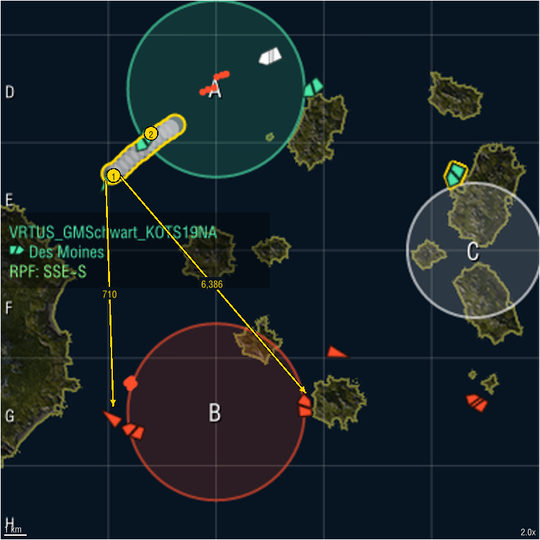 D
A
2
1
E
VRTUS_GMSchwart_KOTS19NA
Des Moines
RPF: SSE-S
C
6,386
710
F
B
G
H
1 km
2.0x